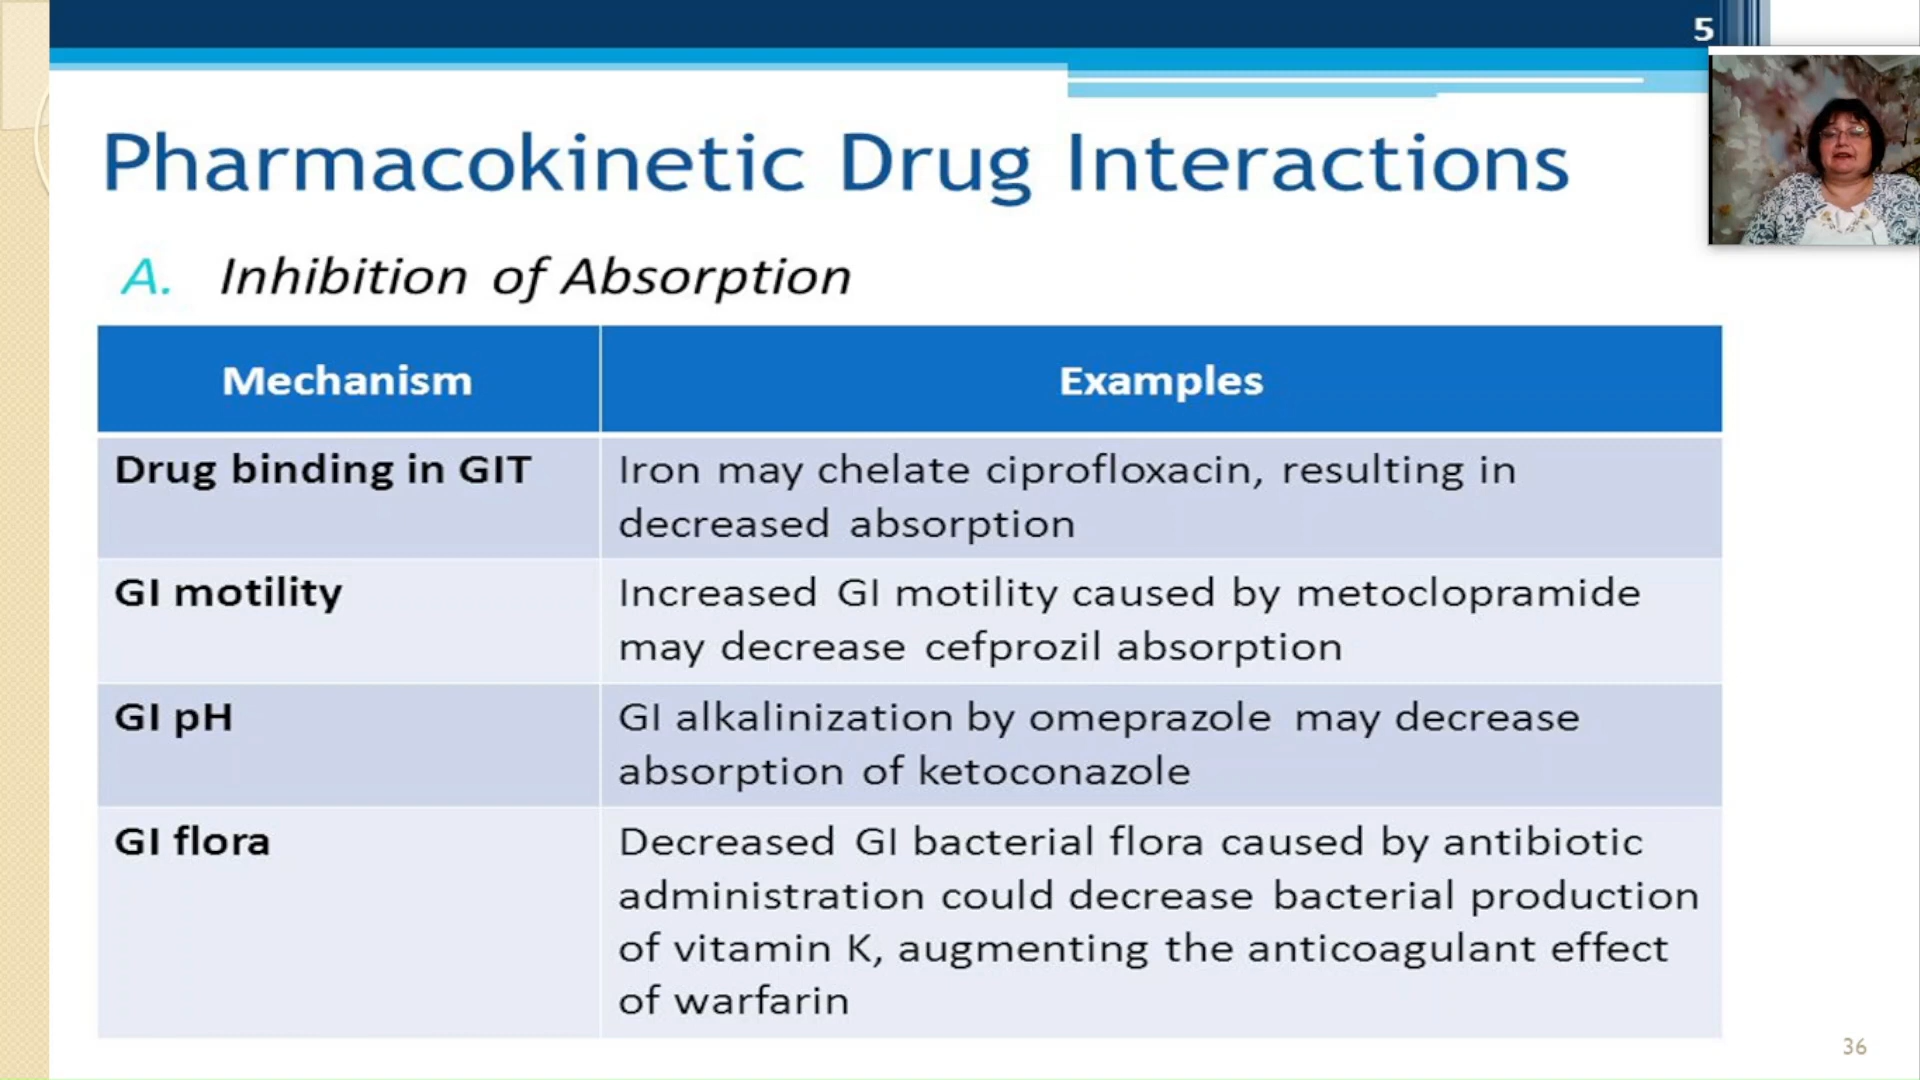 5
Pharmacokinetic Drug Interactions
A. Inhibition of Absorption
Mechanism
Examples
Drug binding in GIT
Iron may chelate ciprofloxacin, resulting in
decreased absorption
GI motility
Increased GI motility caused by metoclopramide
may decrease cefprozil absorption
GI pH
GI alkalinization by omeprazole may decrease
absorption of ketoconazole
GI flora
Decreased GI bacterial flora caused by antibiotic
administration could decrease bacterial production
of vitamin K, augmenting the anticoagulant effect
of warfarin
36